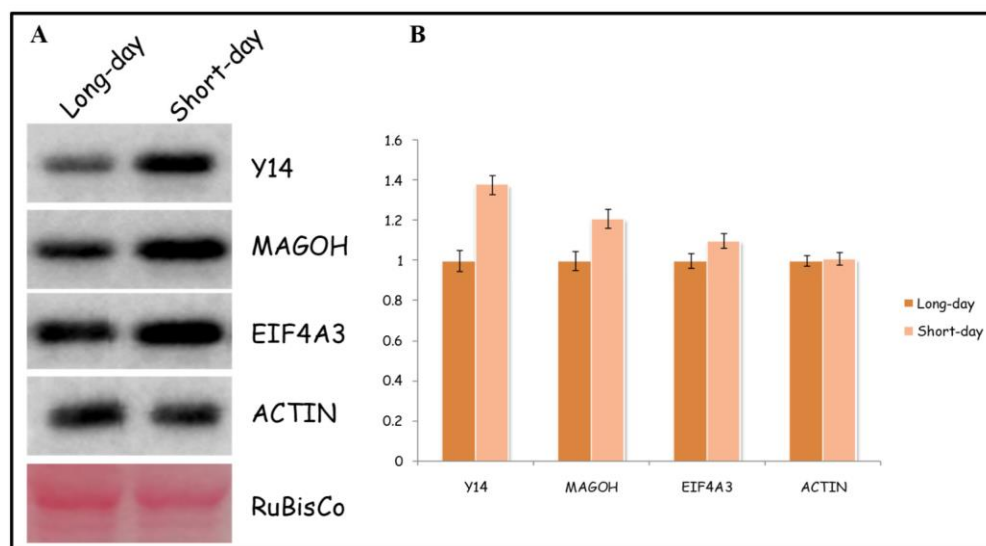 A
B
Long-day
Short-day
Y14
MAGOH
EIF4A3
ACTIN
RuBisCo
1.6
1.4
1.2
1
0.8
0.6
0.4
0.2
0
Y14
MAGOH
EIF4A3
ACTIN
Long-day
Short-day